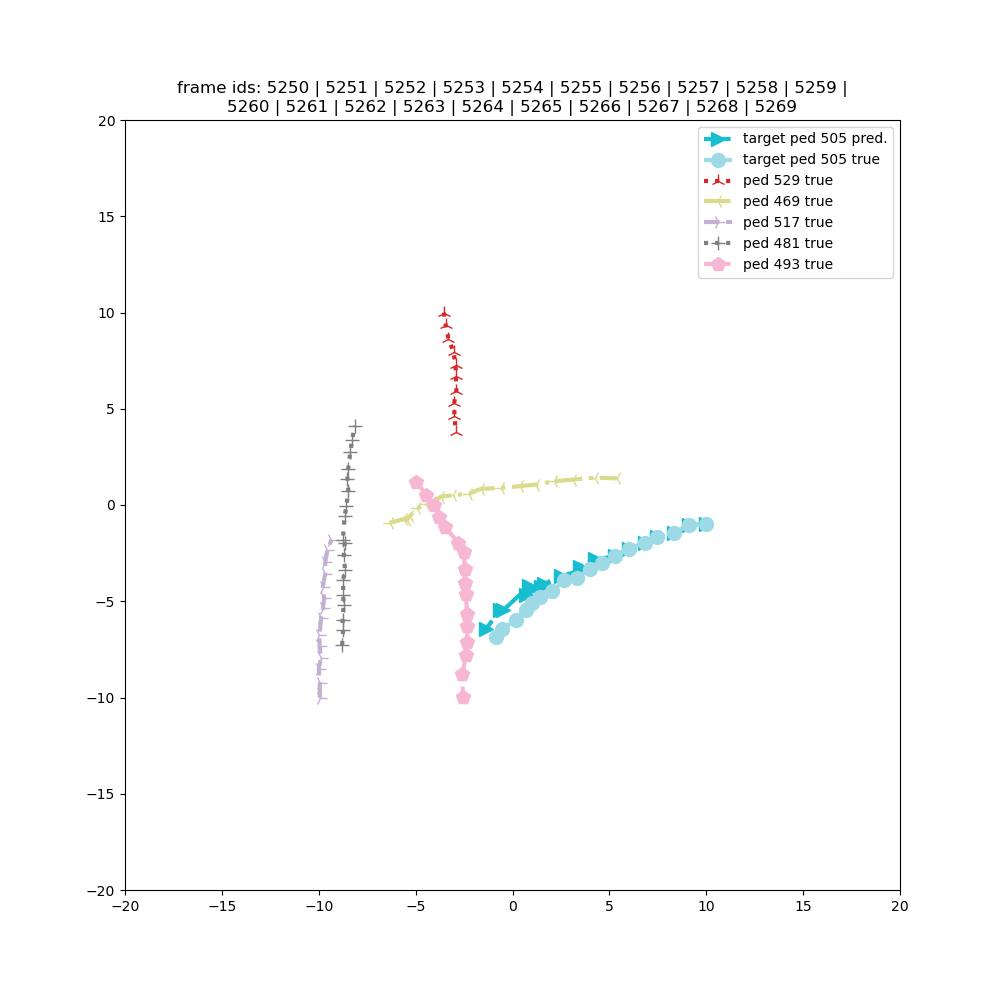 frame ids: 5250 | 5251 | 5252 | 5253 | 5254 | 5255 | 5256 | 5257 | 5258 | 5259 |
5260 | 5261 | 5262 | 5263 | 5264 | 5265 | 5266 | 5267 | 5268 | 5269
target ped 505 pred.
target ped 505 true
ped 529 true
ped 469 true
ped 517 true
ped 481 true
ped 493 true
20
15
10
5
0
−5
−10
−15
−20
−20 −15 −10 −5 0 5 10 15 20